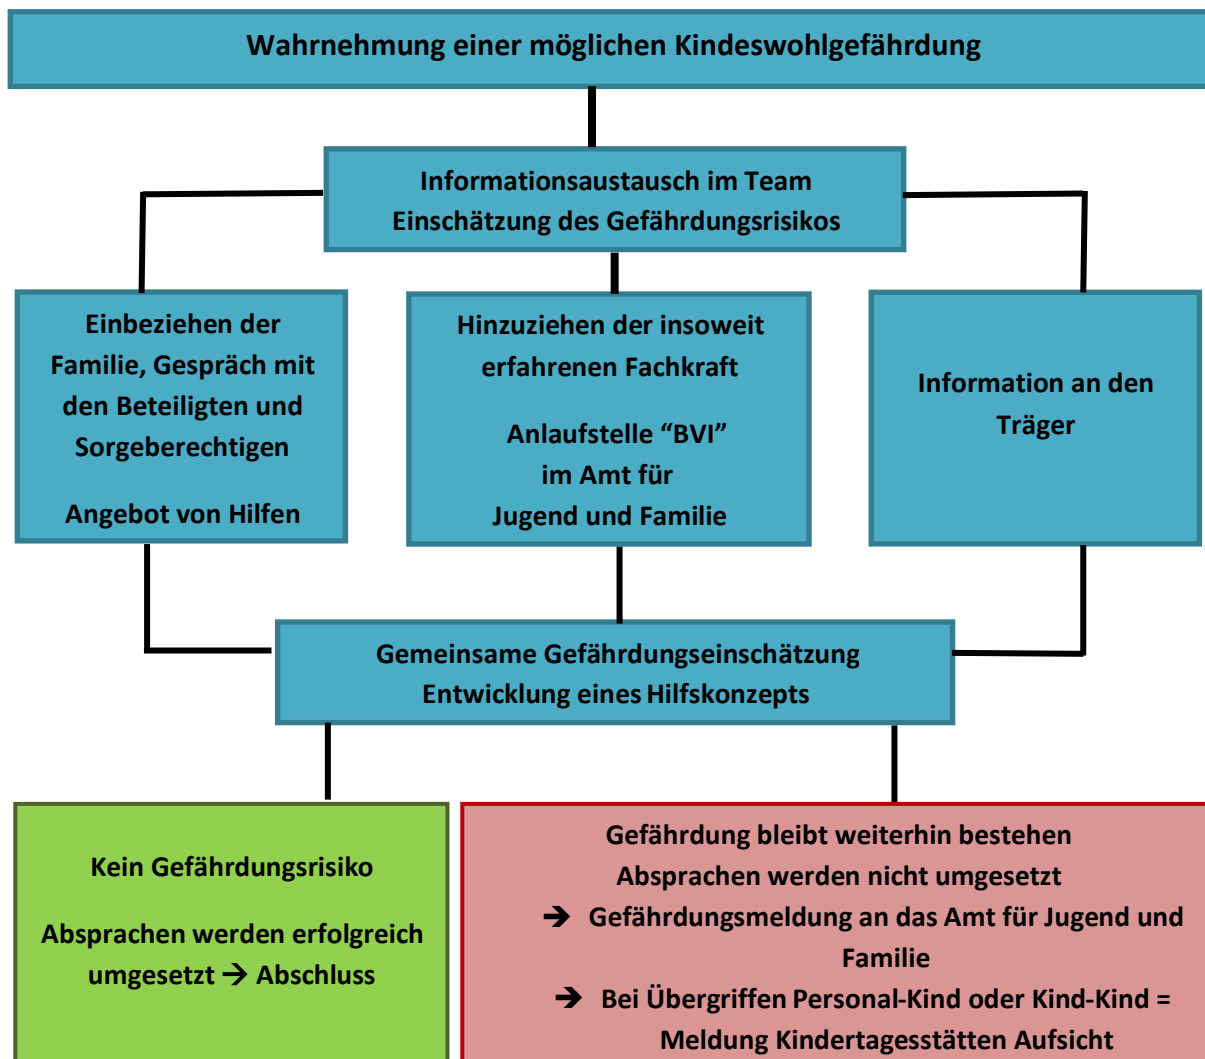 Wahrnehmung einer möglichen Kindeswohlgefährdung
Informationsaustausch im Team
Einschätzung des Gefährdungsrisikos
Einbeziehen der
Familie, Gespräch mit
den Beteiligten und
Sorgeberechtigen
Angebot von Hilfen
Hinzuziehen der insoweit
erfahrenen Fachkraft
Anlaufstelle “BVI”
im Amt für
Jugend und Familie
Information an den
Träger
Gemeinsame Gefährdungseinschätzung
Entwicklung eines Hilfskonzepts
Kein Gefährdungsrisiko
Absprachen werden erfolgreich
umgesetzt → Abschluss
Gefährdung bleibt weiterhin bestehen
Absprachen werden nicht umgesetzt
→ Gefährdungsmeldung an das Amt für Jugend und
Familie
→ Bei Übergriffen Personal-Kind oder Kind-Kind =
Meldung Kindertagesstätten Aufsicht